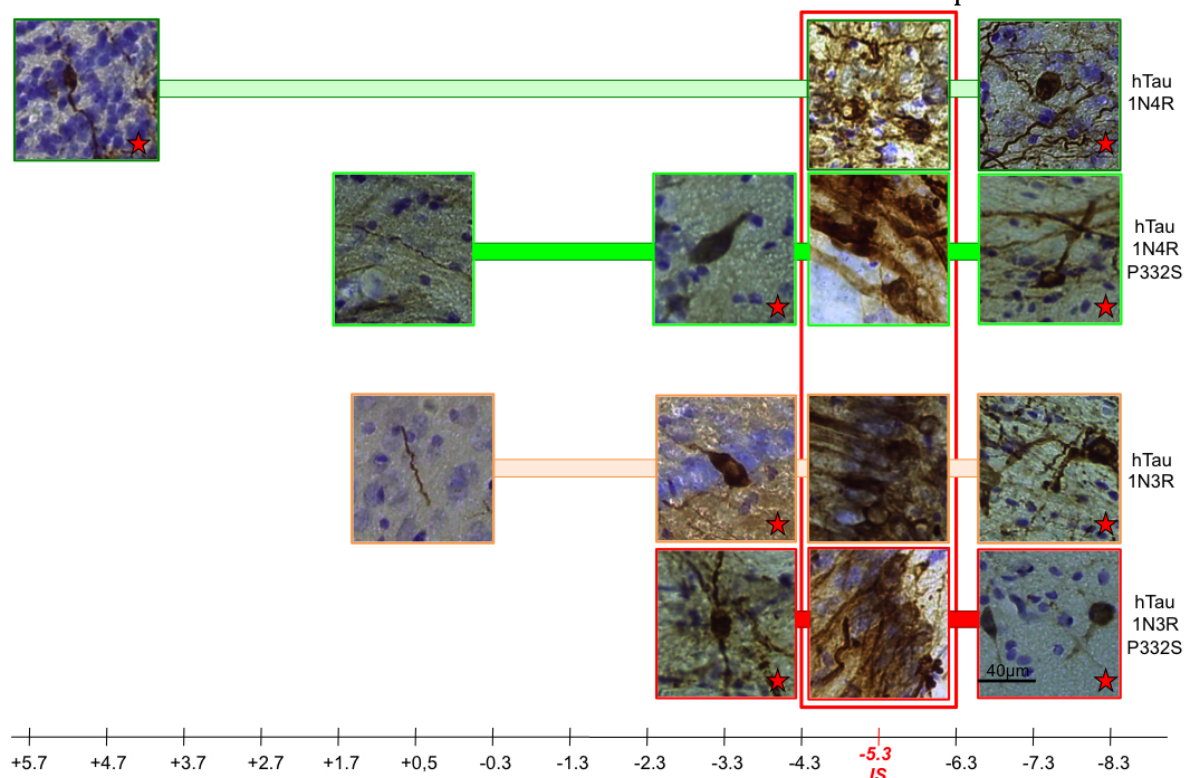 hTau
1N4R
hTau
1N4R
P332S
hTau
1N3R
hTau
1N3R
P332S
40µm
+5.7 +4.7 +3.7 +2.7 +1.7 +0,5 -0.3 -1.3 -2.3 -3.3 -4.3 -5.3 -6.3 -7.3 -8.3
IS